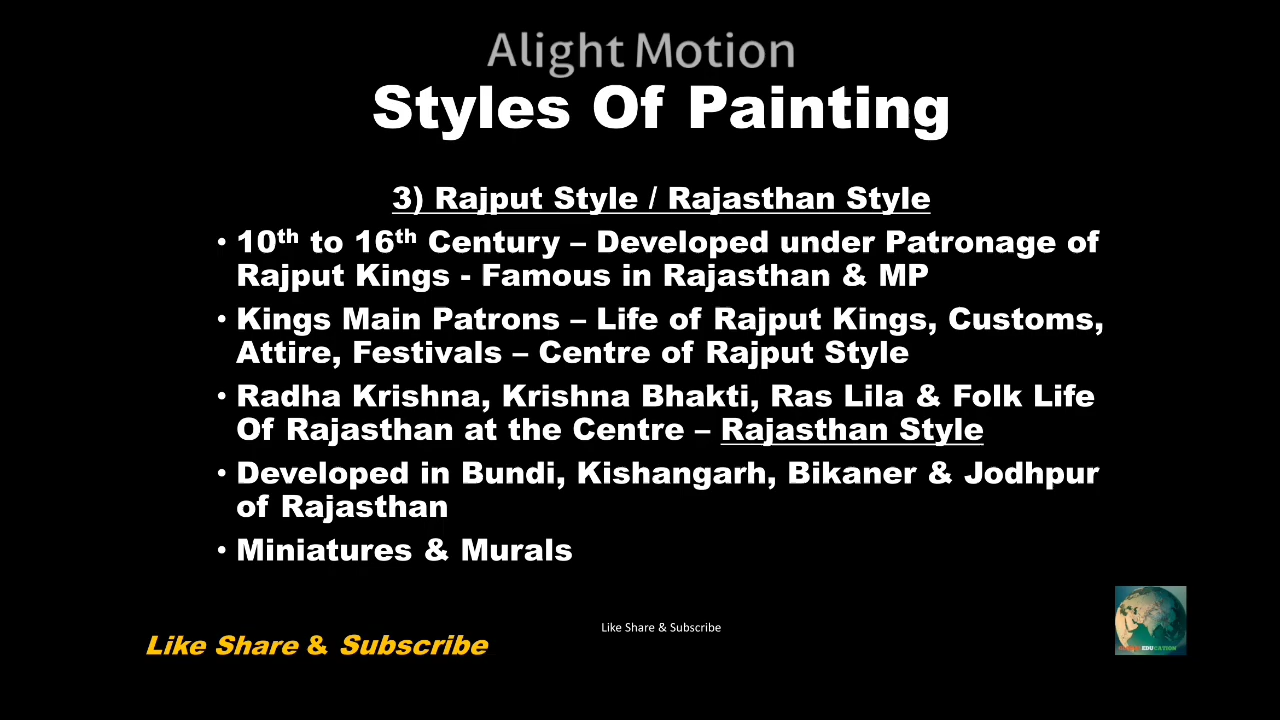 Alight Motion
Styles Of Painting
3) Rajput Style / Rajasthan Style
• 10th to 16th Century – Developed under Patronage of
Rajput Kings - Famous in Rajasthan & MP
• Kings Main Patrons – Life of Rajput Kings, Customs,
Attire, Festivals – Centre of Rajput Style
• Radha Krishna, Krishna Bhakti, Ras Lila & Folk Life
Of Rajasthan at the Centre – Rajasthan Style
• Developed in Bundi, Kishangarh, Bikaner & Jodhpur
of Rajasthan
• Miniatures & Murals
Like Share & Subscribe
Like Share & Subscribe
EDUCATION